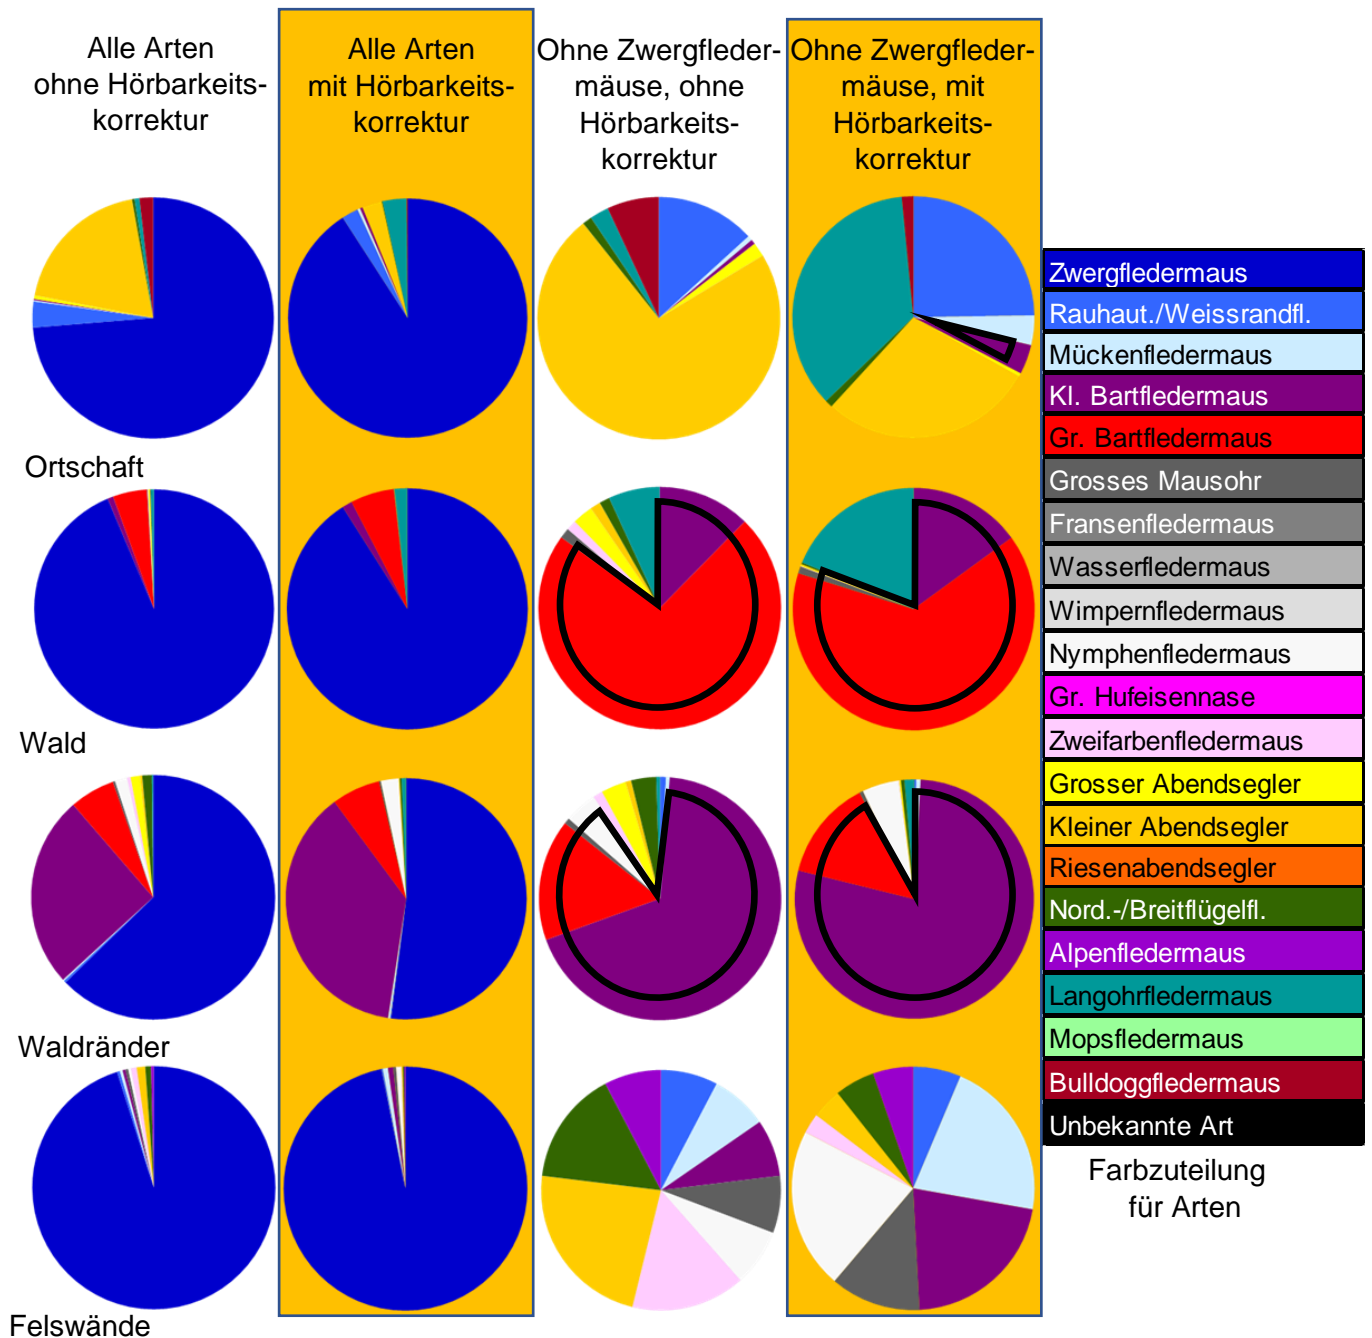 Alle Arten
ohne Hörbarkeits-
korrektur
Alle Arten
mit Hörbarkeits-
korrektur
Ohne Zwergfleder-
mäuse, ohne
Hörbarkeits-
korrektur
Ohne Zwergfleder-
mäuse, mit
Hörbarkeits-
korrektur
Ortschaft
Wald
Waldränder
Felswände
Zwergfledermaus
Rauhaut./Weissrandfl.
Mückenfledermaus
Kl. Bartfledermaus
Gr. Bartfledermaus
Grosses Mausohr
Fransenfledermaus
Wasserfledermaus
Wimpernfledermaus
Nymphenfledermaus
Gr. Hufeisennase
Zweifarbenfledermaus
Grosser Abendsegler
Kleiner Abendsegler
Riesenabendsegler
Nord.-/Breitflügelfl.
Alpenfledermaus
Langohrfledermaus
Mopsfledermaus
Bulldoggfledermaus
Unbekannte Art
Farbzuteilung
für Arten